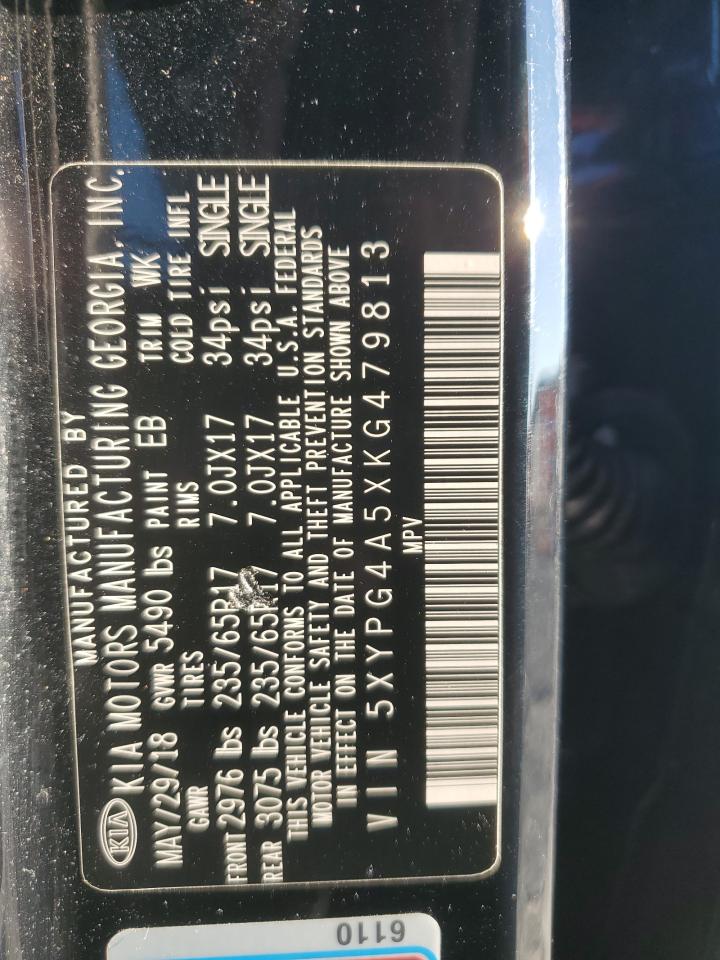 MANUFACTURED BY
KIA KIA MOTORS MANUFACTURING GEORGIA, INC.
MAY/29/18 GVWR 5490 lbs PAINT EB TRIM WK
GAWR TIRES RIMS COLD TIRE INFL
FRONT 2976 lbs 235/65R17 7.0JX17 34psi SINGLE
REAR 3075 lbs 235/65R17 7.0JX17 34psi SINGLE
THIS VEHICLE CONFORMS TO ALL APPLICABLE U.S.A. FEDERAL
MOTOR VEHICLE SAFETY AND THEFT PREVENTION STANDARDS
IN EFFECT ON THE DATE OF MANUFACTURE SHOWN ABOVE
VIN 5XYPG4A5XKG479813
MPV
6110